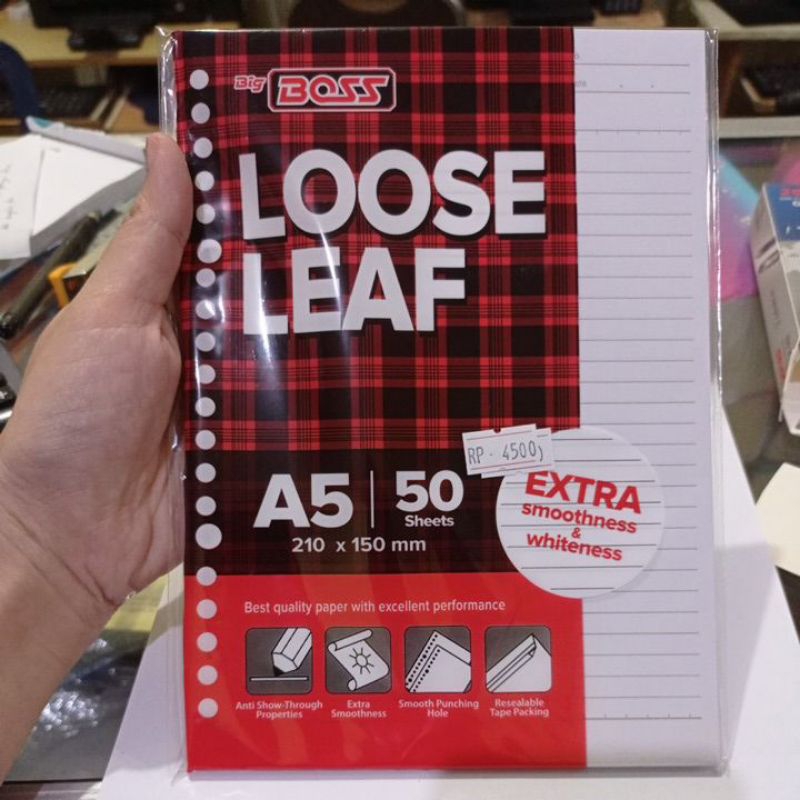 Big BOSS
LOOSE
LEAF
RP. 4500,
A5 50
Sheets
210 x 150 mm
EXTRA
smoothness
&
whiteness
Best quality paper with excellent performance
Anti Show-Through
Properties
Extra
Smoothness
Smooth Punching
Hole
Resealable
Tape Packing